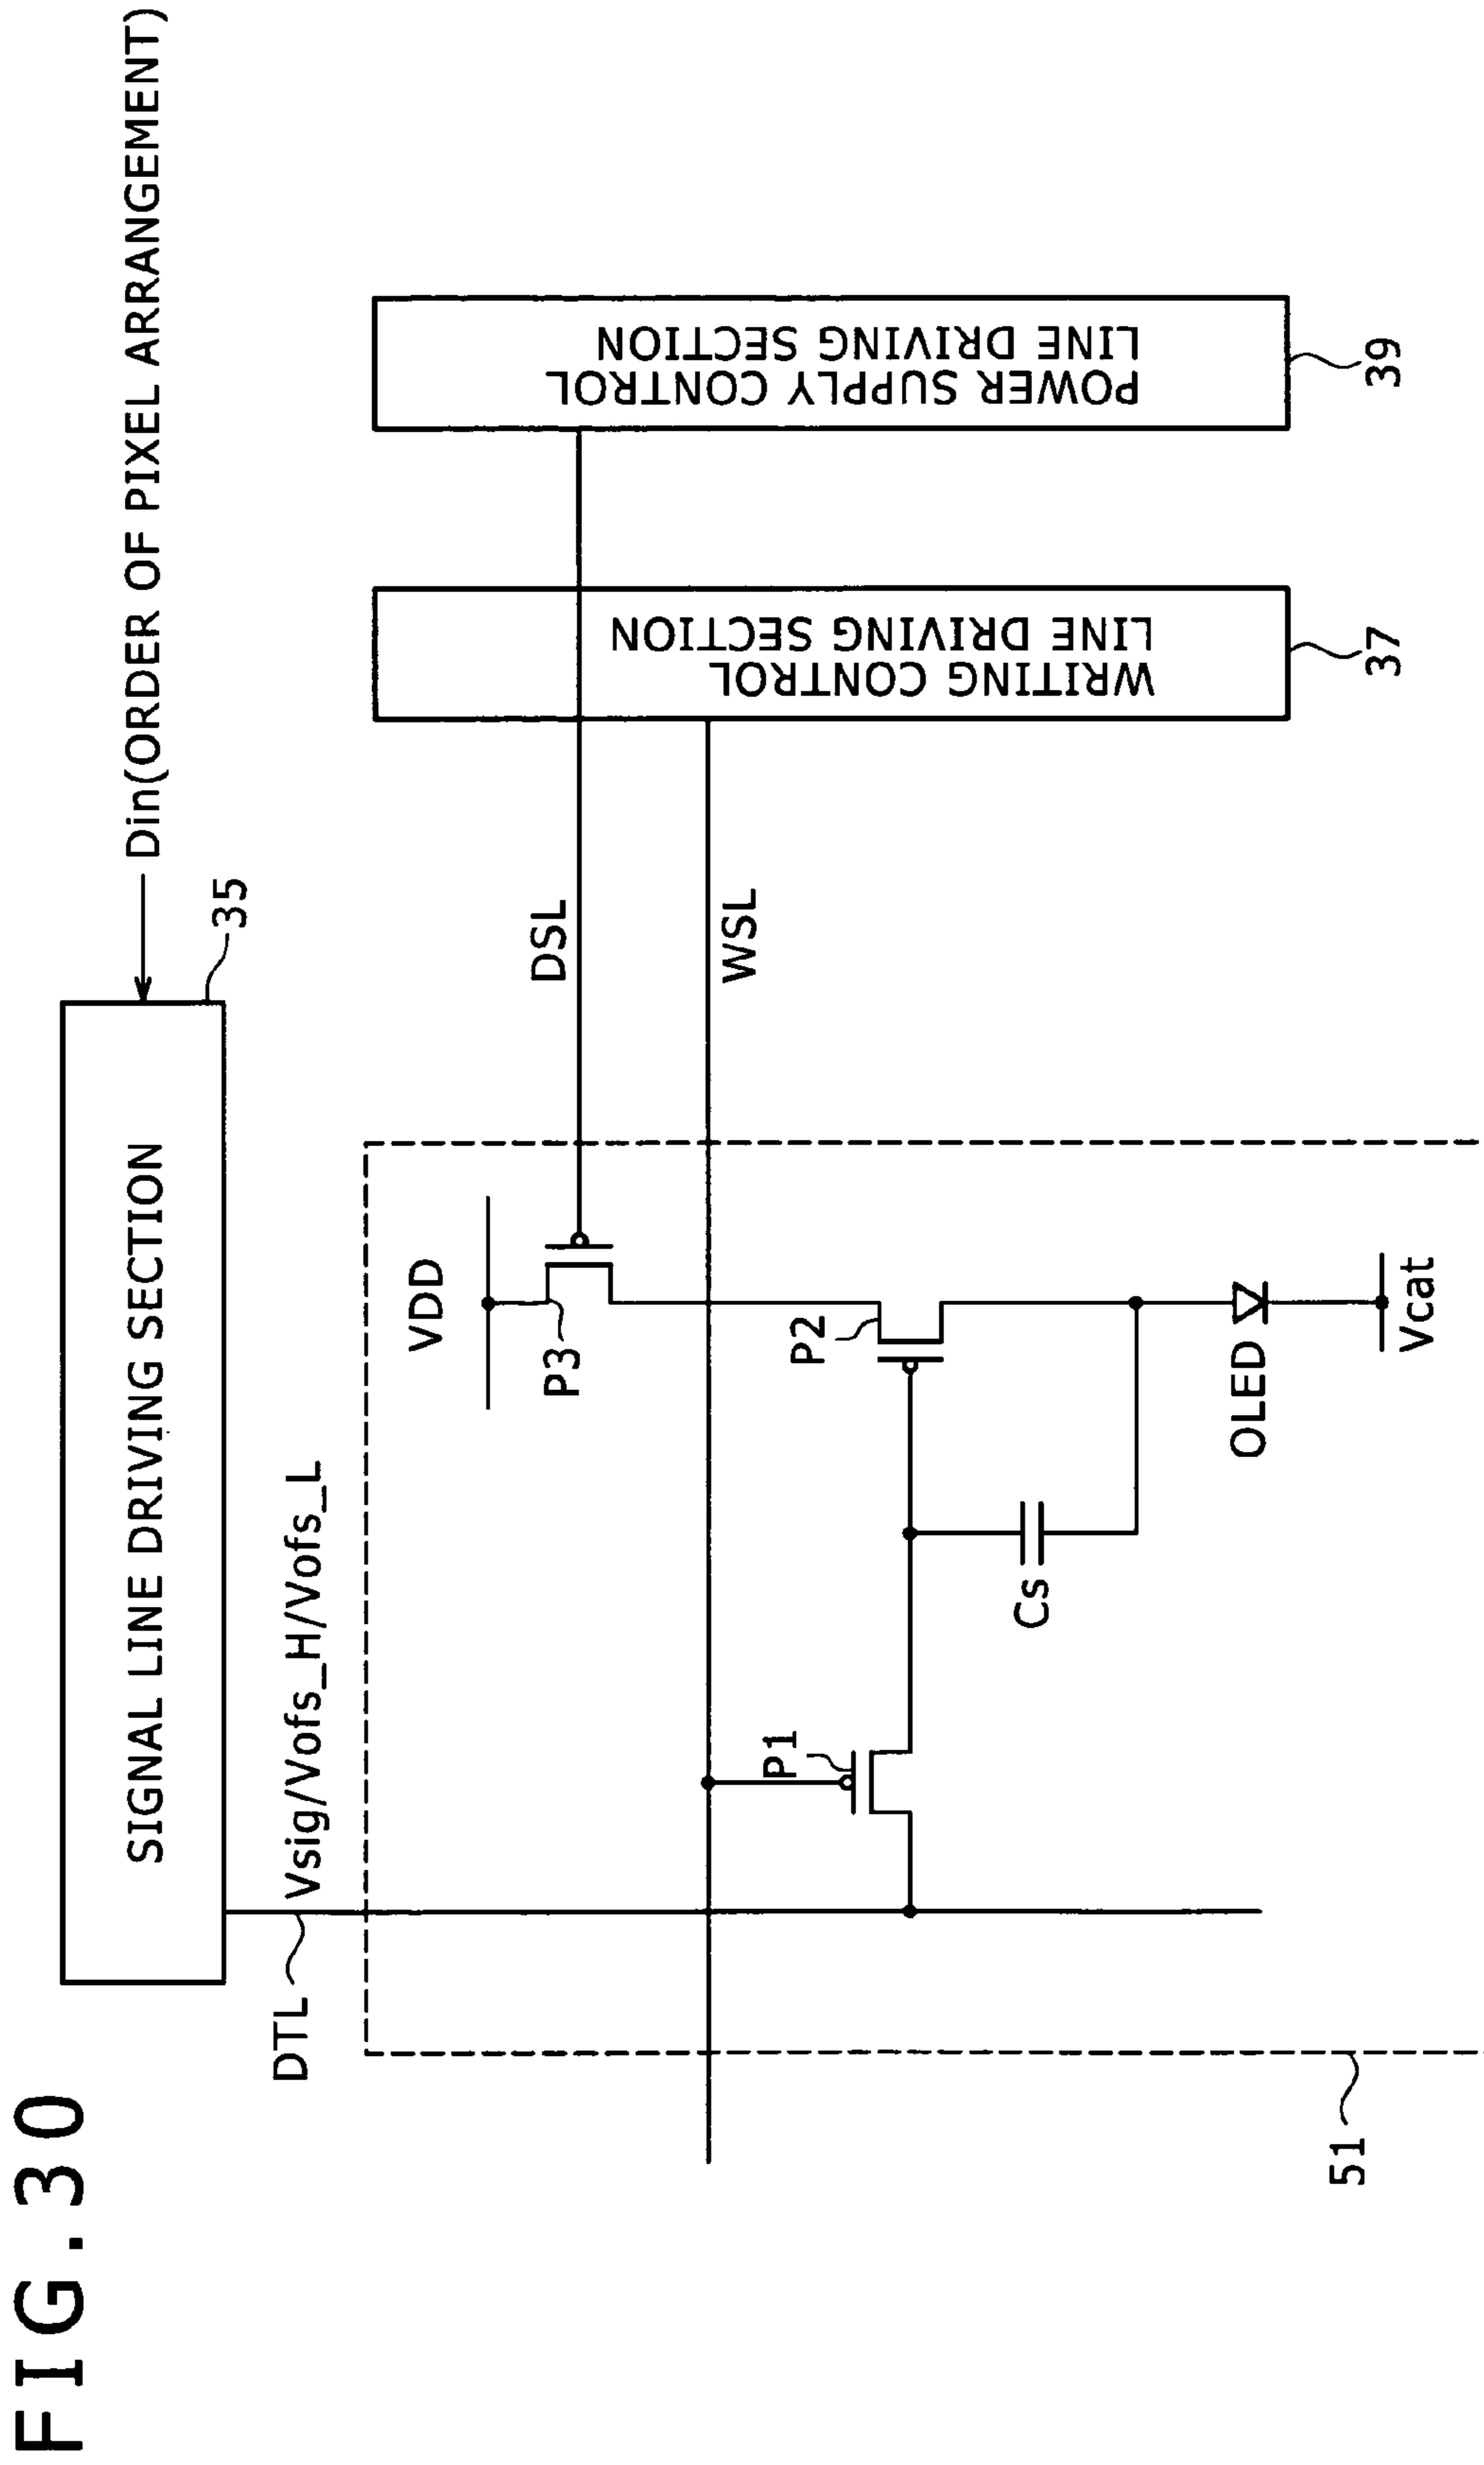 FIG.30
Din(ORDER OF PIXEL ARRANGEMENT)
SIGNAL LINE DRIVING SECTION
35
DTL
Vsig/Vofs_H/Vofs_L
VDD
DSL
P3
WSL
P1
P2
Cs
OLED
Vcat
WRITING CONTROL
LINE DRIVING SECTION
37
POWER SUPPLY CONTROL
LINE DRIVING SECTION
39
51